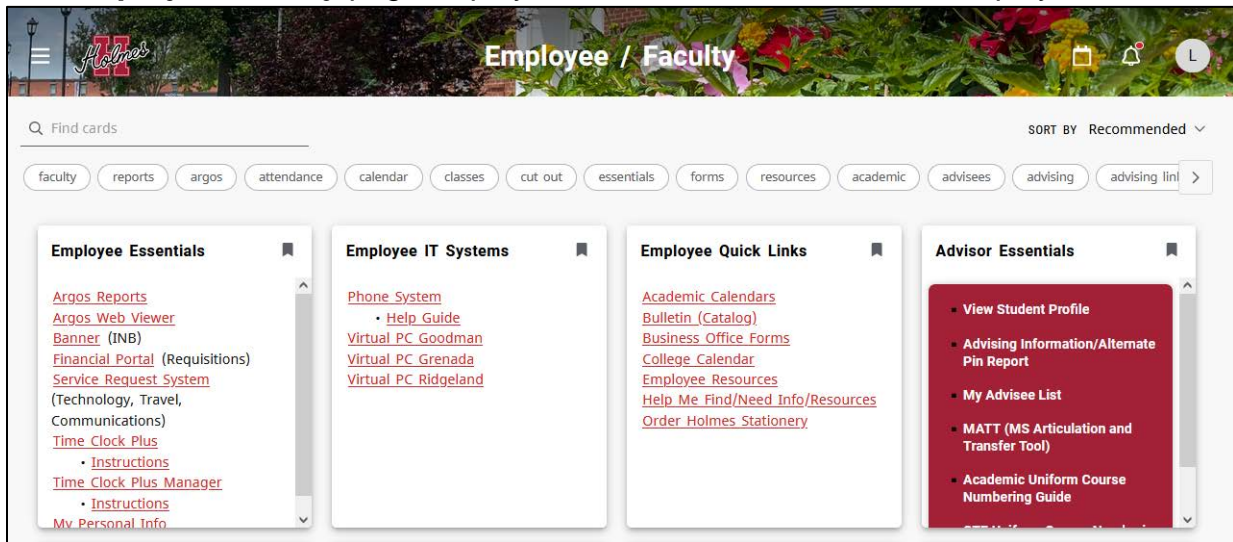 Holmes
H
Employee / Faculty
L
Find cards
SORT BY Recommended
faculty reports argos attendance calendar classes cut out essentials forms resources academic advisees advising advising
Employee Essentials
Argos Reports
Argos Web Viewer
Banner (INB)
Financial Portal (Requisitions)
Service Request System
(Technology, Travel,
Communications)
Time Clock Plus
• Instructions
Time Clock Plus Manager
• Instructions
My Personal Info
Employee IT Systems
Phone System
• Help Guide
Virtual PC Goodman
Virtual PC Grenada
Virtual PC Ridgeland
Employee Quick Links
Academic Calendars
Bulletin (Catalog)
Business Office Forms
College Calendar
Employee Resources
Help Me Find/Need Info/Resources
Order Holmes Stationery
Advisor Essentials
View Student Profile
Advising Information/Alternate
Pin Report
My Advisee List
MATT (MS Articulation and
Transfer Tool)
Academic Uniform Course
Numbering Guide